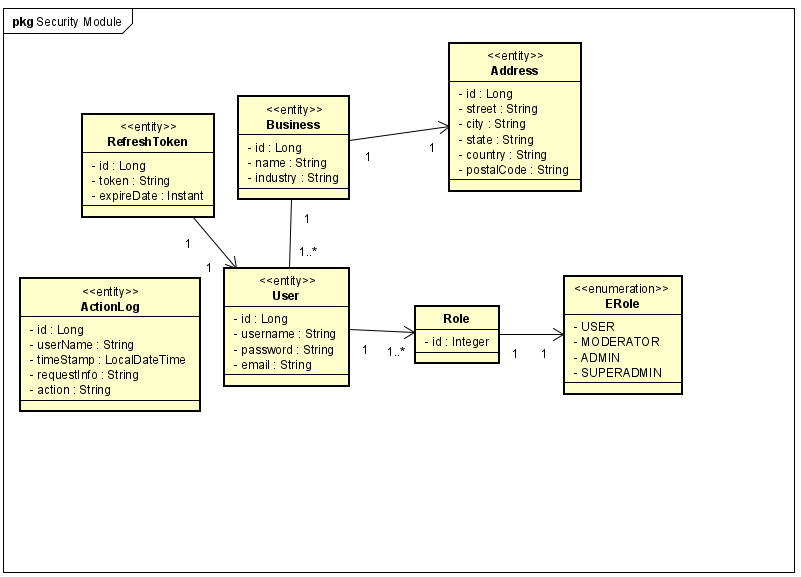 pkg Security Module
<<entity>>
Address
- id : Long
- street : String
- city : String
- state : String
- country : String
- postalCode : String
<<entity>>
Business
- id : Long
- name : String
- industry : String
<<entity>>
RefreshToken
- id : Long
- token : String
- expireDate : Instant
1
1
1
1..*
1
1
<<entity>>
User
- id : Long
- username : String
- password : String
- email : String
<<entity>>
ActionLog
- id : Long
- userName : String
- timeStamp : LocalDateTime
- requestInfo : String
- action : String
1
1..*
Role
- id : Integer
1
1
<<enumeration>>
ERole
- USER
- MODERATOR
- ADMIN
- SUPERADMIN